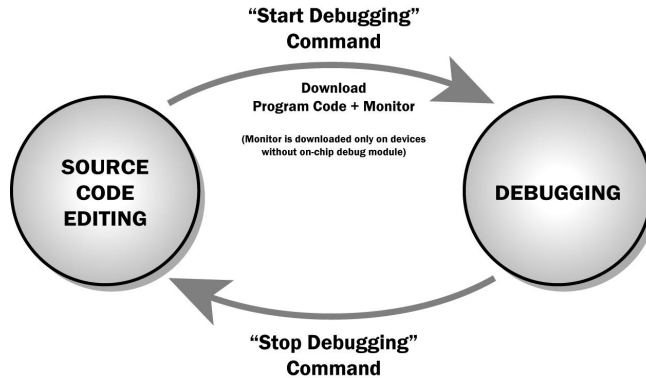 “Start Debugging”
Command
Download
Program Code + Monitor
(Monitor is downloaded only on devices
without on-chip debug module)
SOURCE
CODE
EDITING
DEBUGGING
“Stop Debugging”
Command